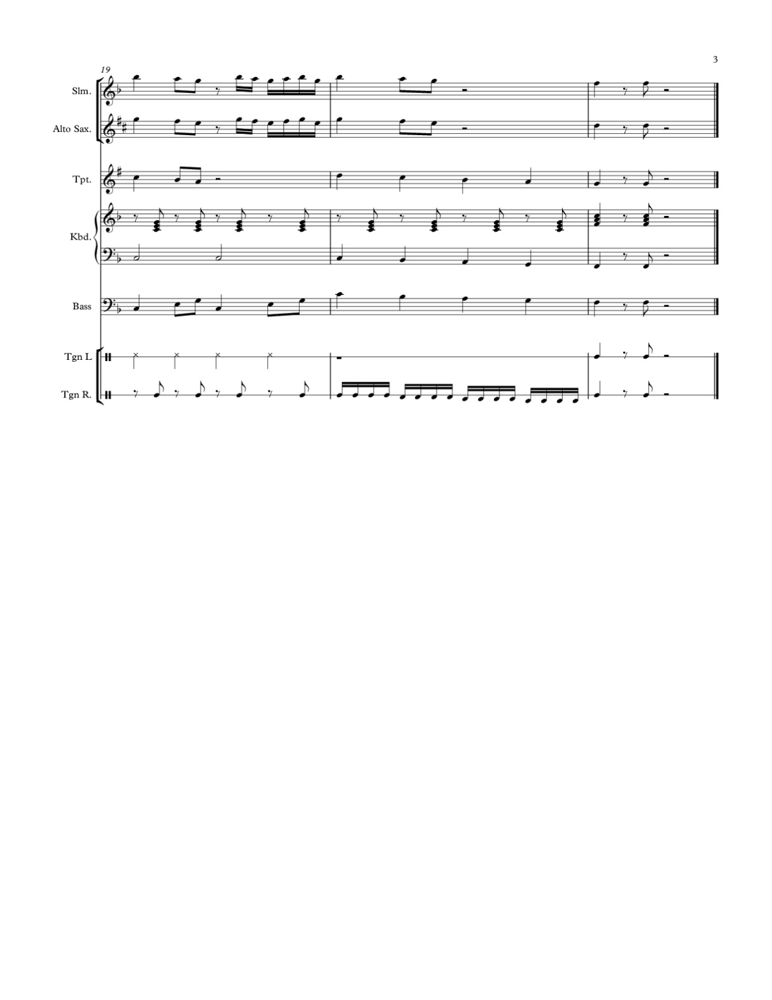 3
19
Slm.
Alto Sax.
Tpt.
Kbd.
Bass
Tgn L
Tgn R.